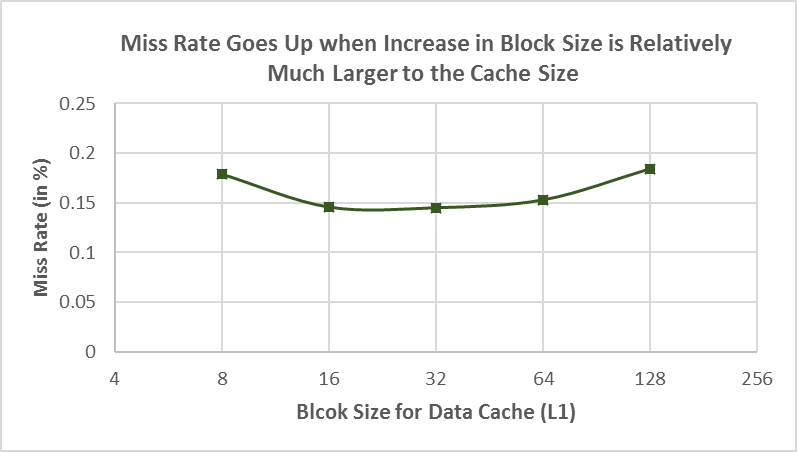 Miss Rate Goes Up when Increase in Block Size is Relatively
Much Larger to the Cache Size
0.25
0.2
0.15
0.1
0.05
0
Miss Rate (in %)
4 8 16 32 64 128 256
Blcok Size for Data Cache (L1)